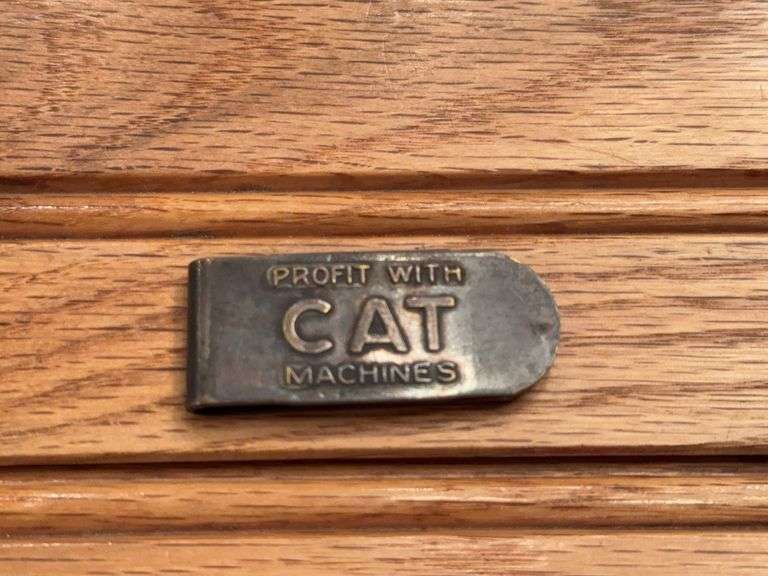 PROFIT WITH
CAT
MACHINES